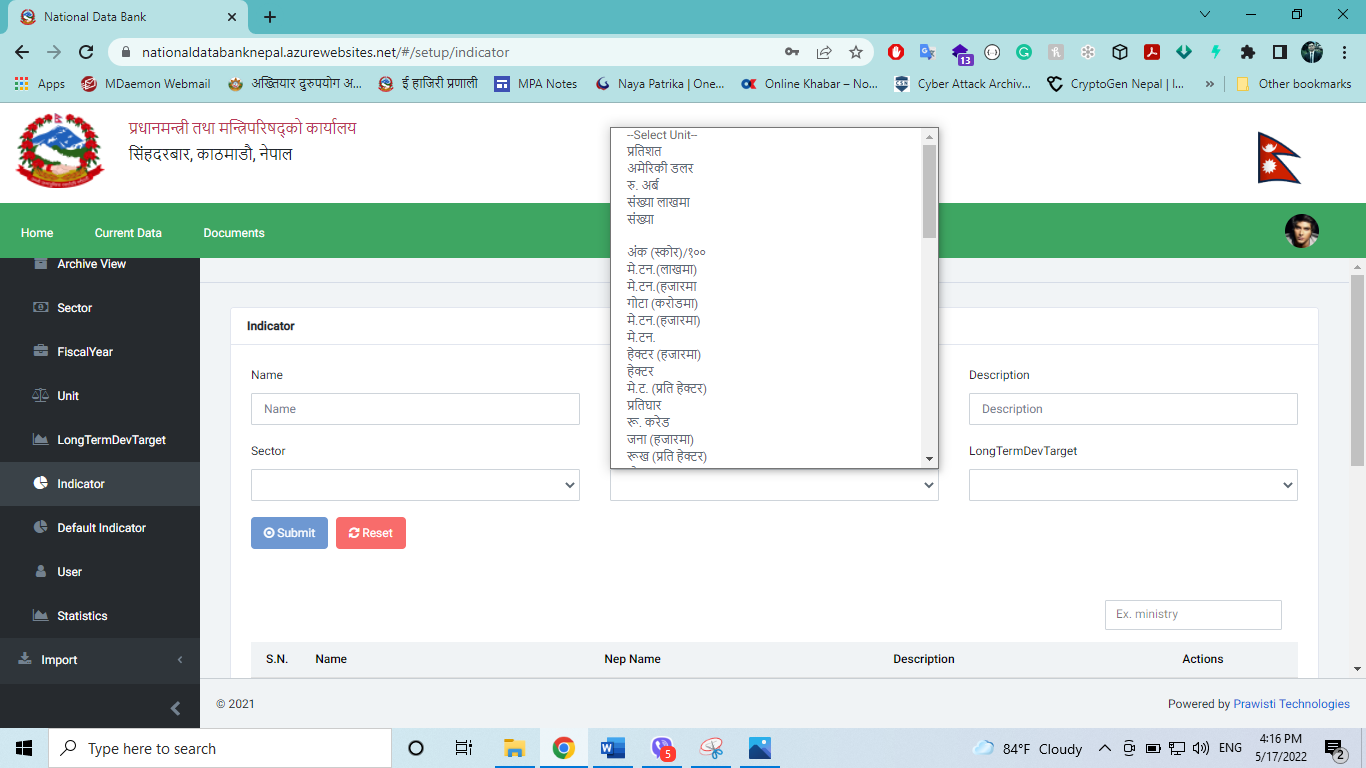 National Data Bank
nationaldatabanknepal.azurewebsites.net/#/setup/indicator
13
Apps
MDaemon Webmail
अख्तियार दुरुपयोग अ...
ई हाजिरी प्रणाली
MPA Notes
Naya Patrika | One...
Online Khabar – No...
Cyber Attack Archiv...
CryptoGen Nepal | I...
»
Other bookmarks
प्रधानमन्त्री तथा मन्त्रिपरिषद्को कार्यालय
सिंहदरबार, काठमाडौ, नेपाल
Home
Current Data
Documents
Archive View
Sector
FiscalYear
Unit
LongTermDevTarget
Indicator
Default Indicator
User
Statistics
Import
Indicator
Name
Name
Sector
--Select Unit--
प्रतिशत
अमेरिकी डलर
रु. अर्ब
संख्या लाखमा
संख्या
अंक (स्कोर)/१००
मे.टन.(लाखमा)
मे.टन.(हजारमा
गोटा (करोडमा)
मे.टन.(हजारमा)
मे.टन.
हेक्टर (हजारमा)
हेक्टर
मे.ट. (प्रति हेक्टर)
प्रतिघार
रू. करेड
जना (हजारमा)
रूख (प्रति हेक्टर)
Description
Description
LongTermDevTarget
Submit
Reset
Ex. ministry
S.N. Name Nep Name Description Actions
© 2021
Powered by Prawisti Technologies
Type here to search
5
84°F Cloudy
ENG
4:16 PM
5/17/2022
2